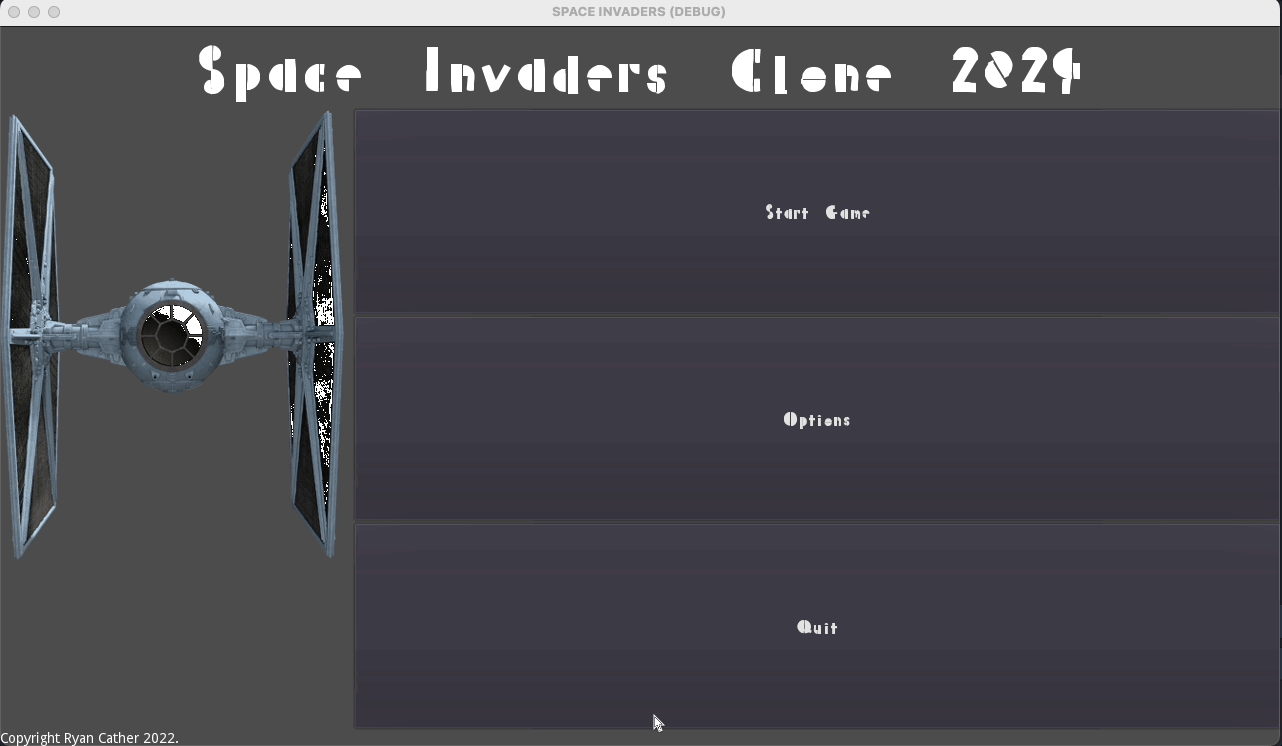 SPACE INVADERS (DEBUG)
Space Invaders Clone 2029
Start Game
Options
Quit
Copyright Ryan Cather 2022.